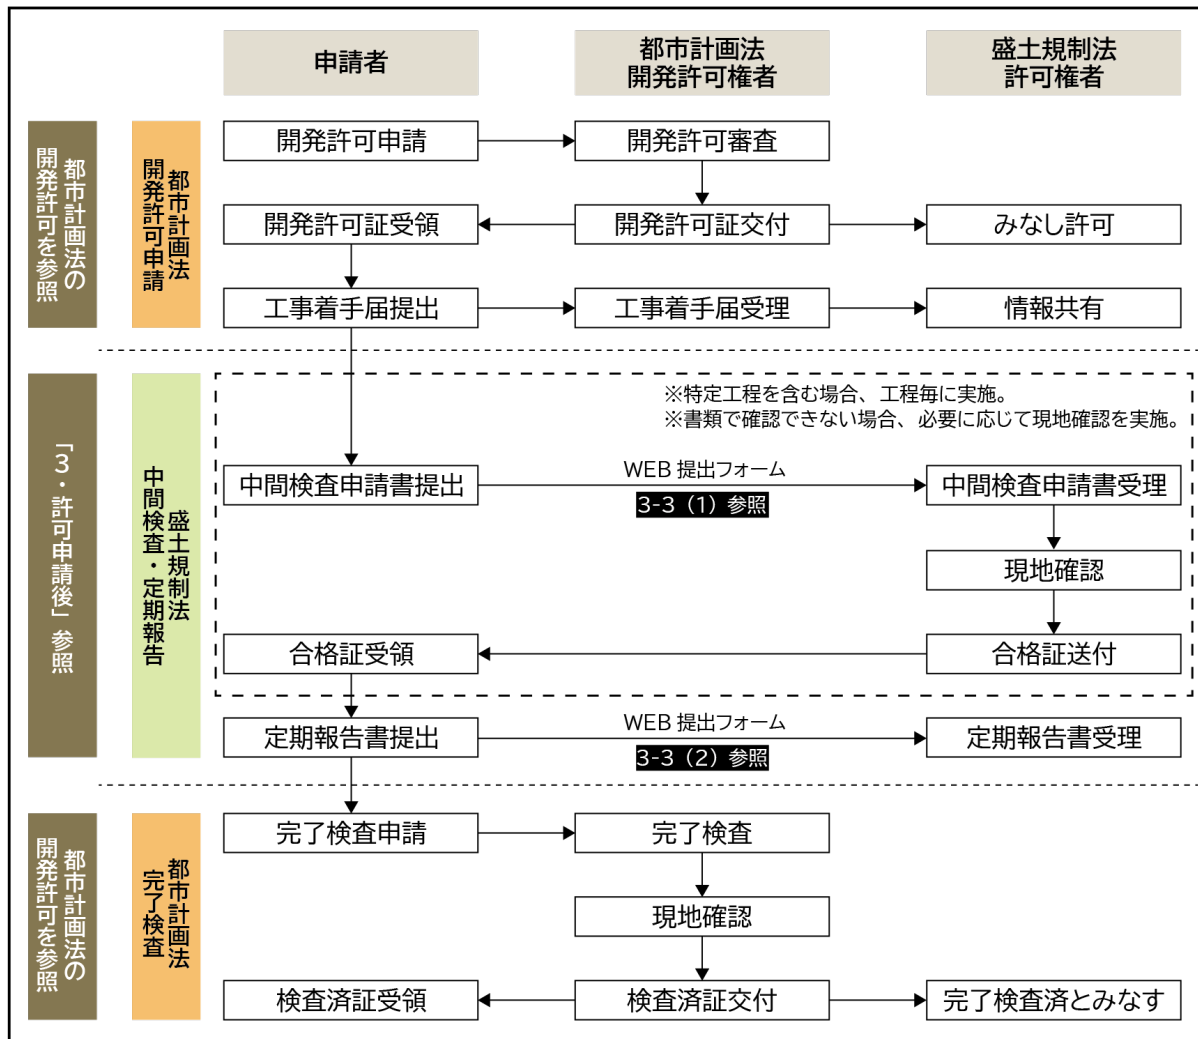 申請者
都市計画法
開発許可権者
盛土規制法
許可権者
都市計画法の
開発許可を参照
都市計画法
開発許可申請
開発許可申請
開発許可審査
開発許可証受領
開発許可証交付
みなし許可
工事着手届提出
工事着手届受理
情報共有
「3・許可申請後」参照
盛土規制法
中間検査・定期報告
※特定工程を含む場合、工程毎に実施。
※書類で確認できない場合、必要に応じて現地確認を実施。
中間検査申請書提出
WEB 提出フォーム
3-3（1）参照
中間検査申請書受理
現地確認
合格証受領
合格証送付
定期報告書提出
WEB 提出フォーム
3-3（2）参照
定期報告書受理
都市計画法の
開発許可を参照
都市計画法
完了検査
完了検査申請
完了検査
現地確認
検査済証受領
検査済証交付
完了検査済とみなす